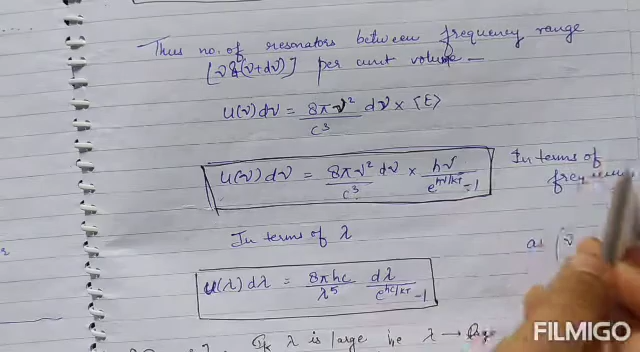 Thus no. of resonators between frequency range
[ν & (ν+dν)] per unit volume –
u(ν) dν = 8πν²/c³ dν × ⟨ε⟩
u(ν) dν = 8πν²/c³ dν × hν/(e^(hν/kT) – 1)
In terms of
In terms of λ
as (ν
u(λ) dλ = 8πhc/λ⁵ dλ/(e^(hc/kT) – 1)
If λ is large i.e. λ →
FILMIGO